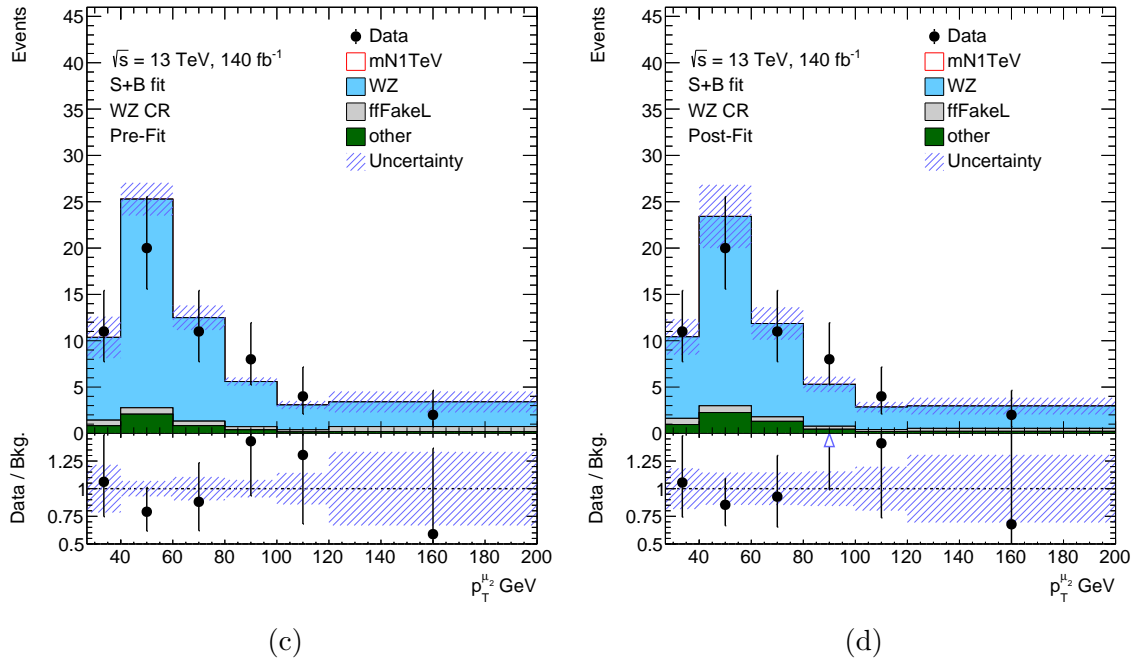 Events
45
40
35
30
25
20
15
10
5
0
√s = 13 TeV, 140 fb⁻¹
S+B fit
WZ CR
Pre-Fit
Data
mN1TeV
WZ
ffFakeL
other
Uncertainty
Data / Bkg.
1.25
1
0.75
0.5
40 60 80 100 120 140 160 180 200
p_T^{μ₂} GeV
(c)
Events
45
40
35
30
25
20
15
10
5
0
√s = 13 TeV, 140 fb⁻¹
S+B fit
WZ CR
Post-Fit
Data
mN1TeV
WZ
ffFakeL
other
Uncertainty
Data / Bkg.
1.25
1
0.75
0.5
40 60 80 100 120 140 160 180 200
p_T^{μ₂} GeV
(d)